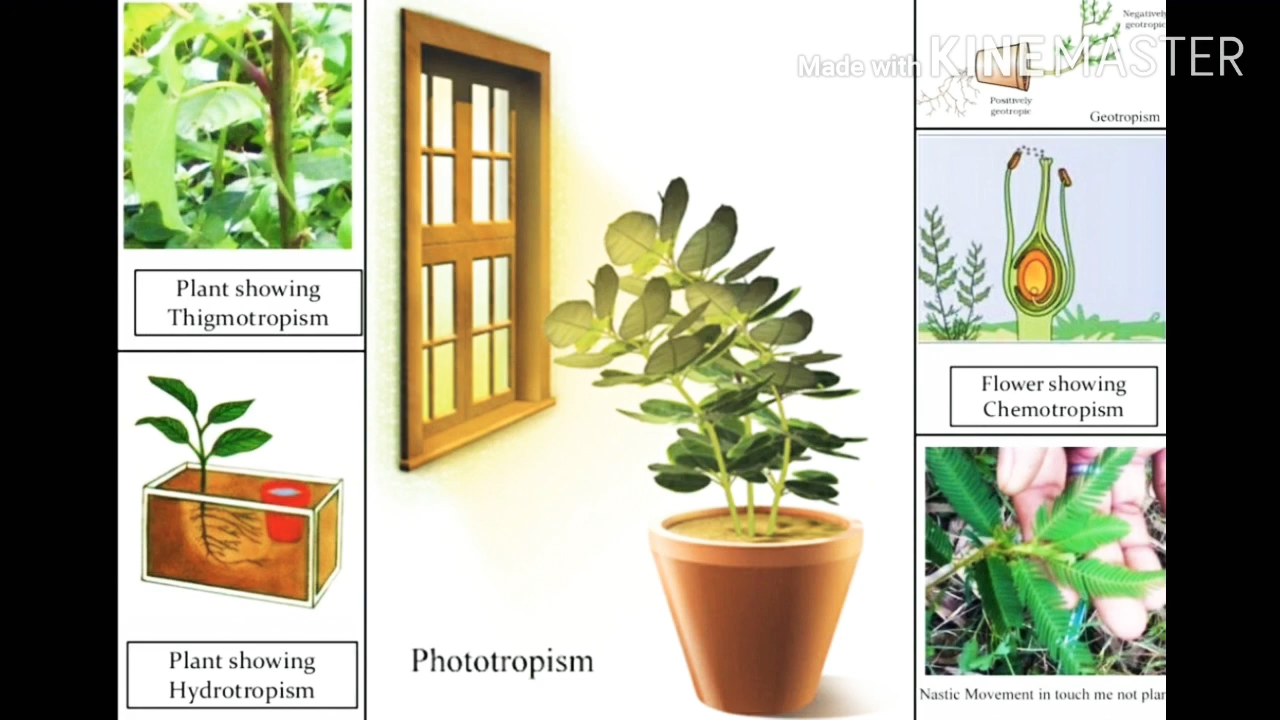 Plant showing
Thigmotropism
Plant showing
Hydrotropism
Phototropism
Made with KINEMASTER
Negatively
geotropic
Positively
geotropic
Geotropism
Flower showing
Chemotropism
Nastic Movement in touch me not plan